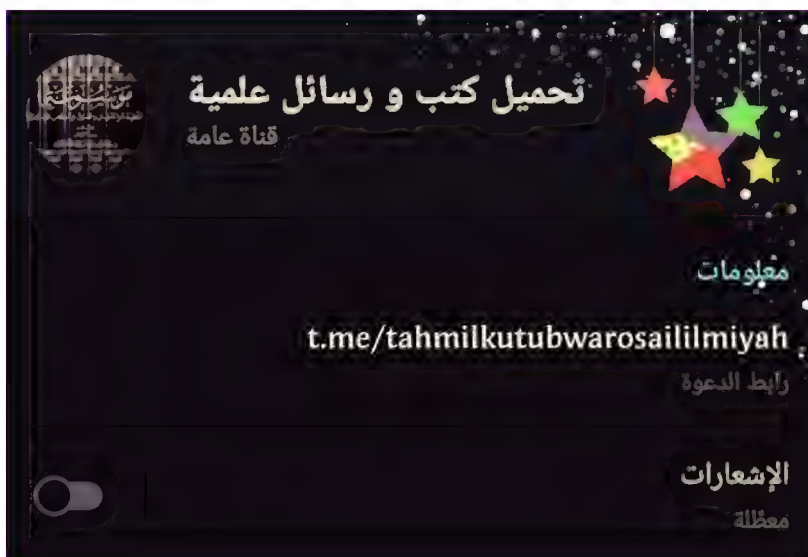 تحميل كتب و رسائل علمية
قناة عامة
معلومات
t.me/tahmilkutubwarosaililmiyah
رابط الدعوة
الإشعارات
معطلة